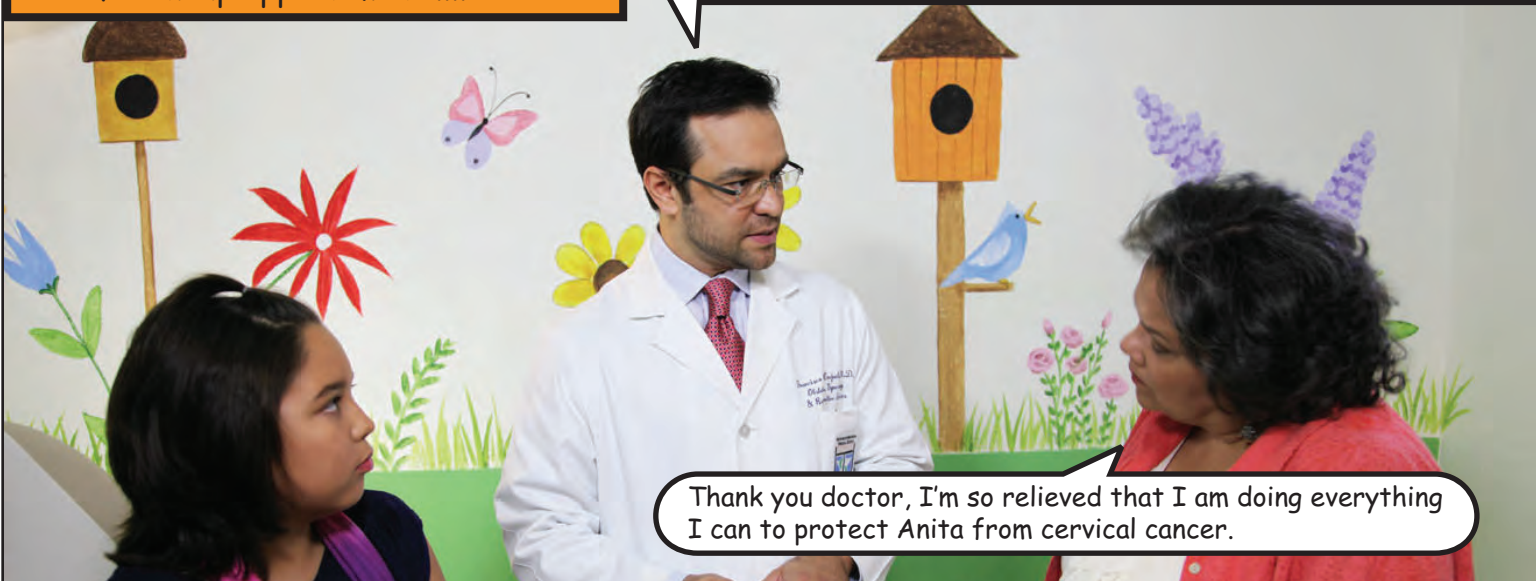 Thank you doctor, I'm so relieved that I am doing everything
I can to protect Anita from cervical cancer.